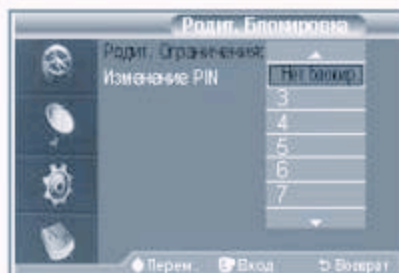 Родит. Блокировка
Родит. Ограничения:
Изменение PIN
Нет блокир
3
4
5
6
7
Перем. Вход Возврат